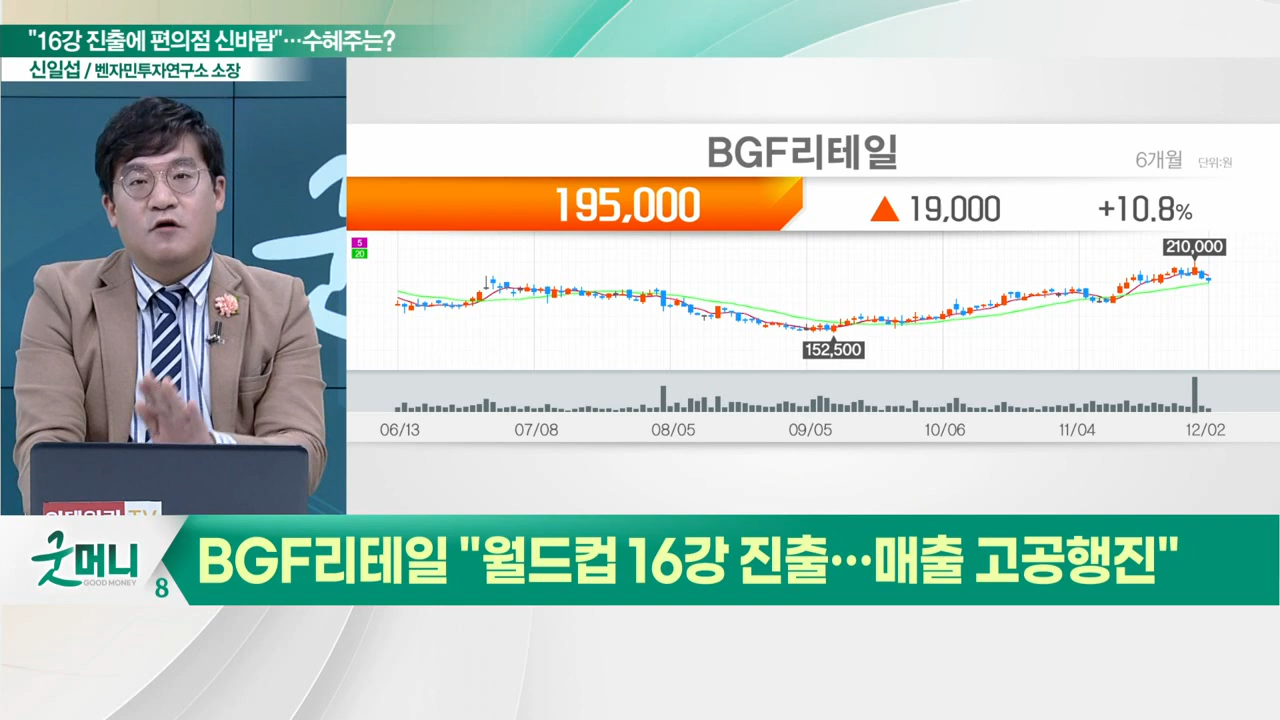 "16강 진출에 편의점 신바람"…수혜주는?
신일섭 / 벤자민투자연구소 소장
BGF리테일
6개월 단위:원
195,000 ▲ 19,000 +10.8%
5
20
210,000
152,500
06/13 07/08 08/05 09/05 10/06 11/04 12/02
굿머니
GOOD MONEY
8
BGF리테일 "월드컵 16강 진출…매출 고공행진"